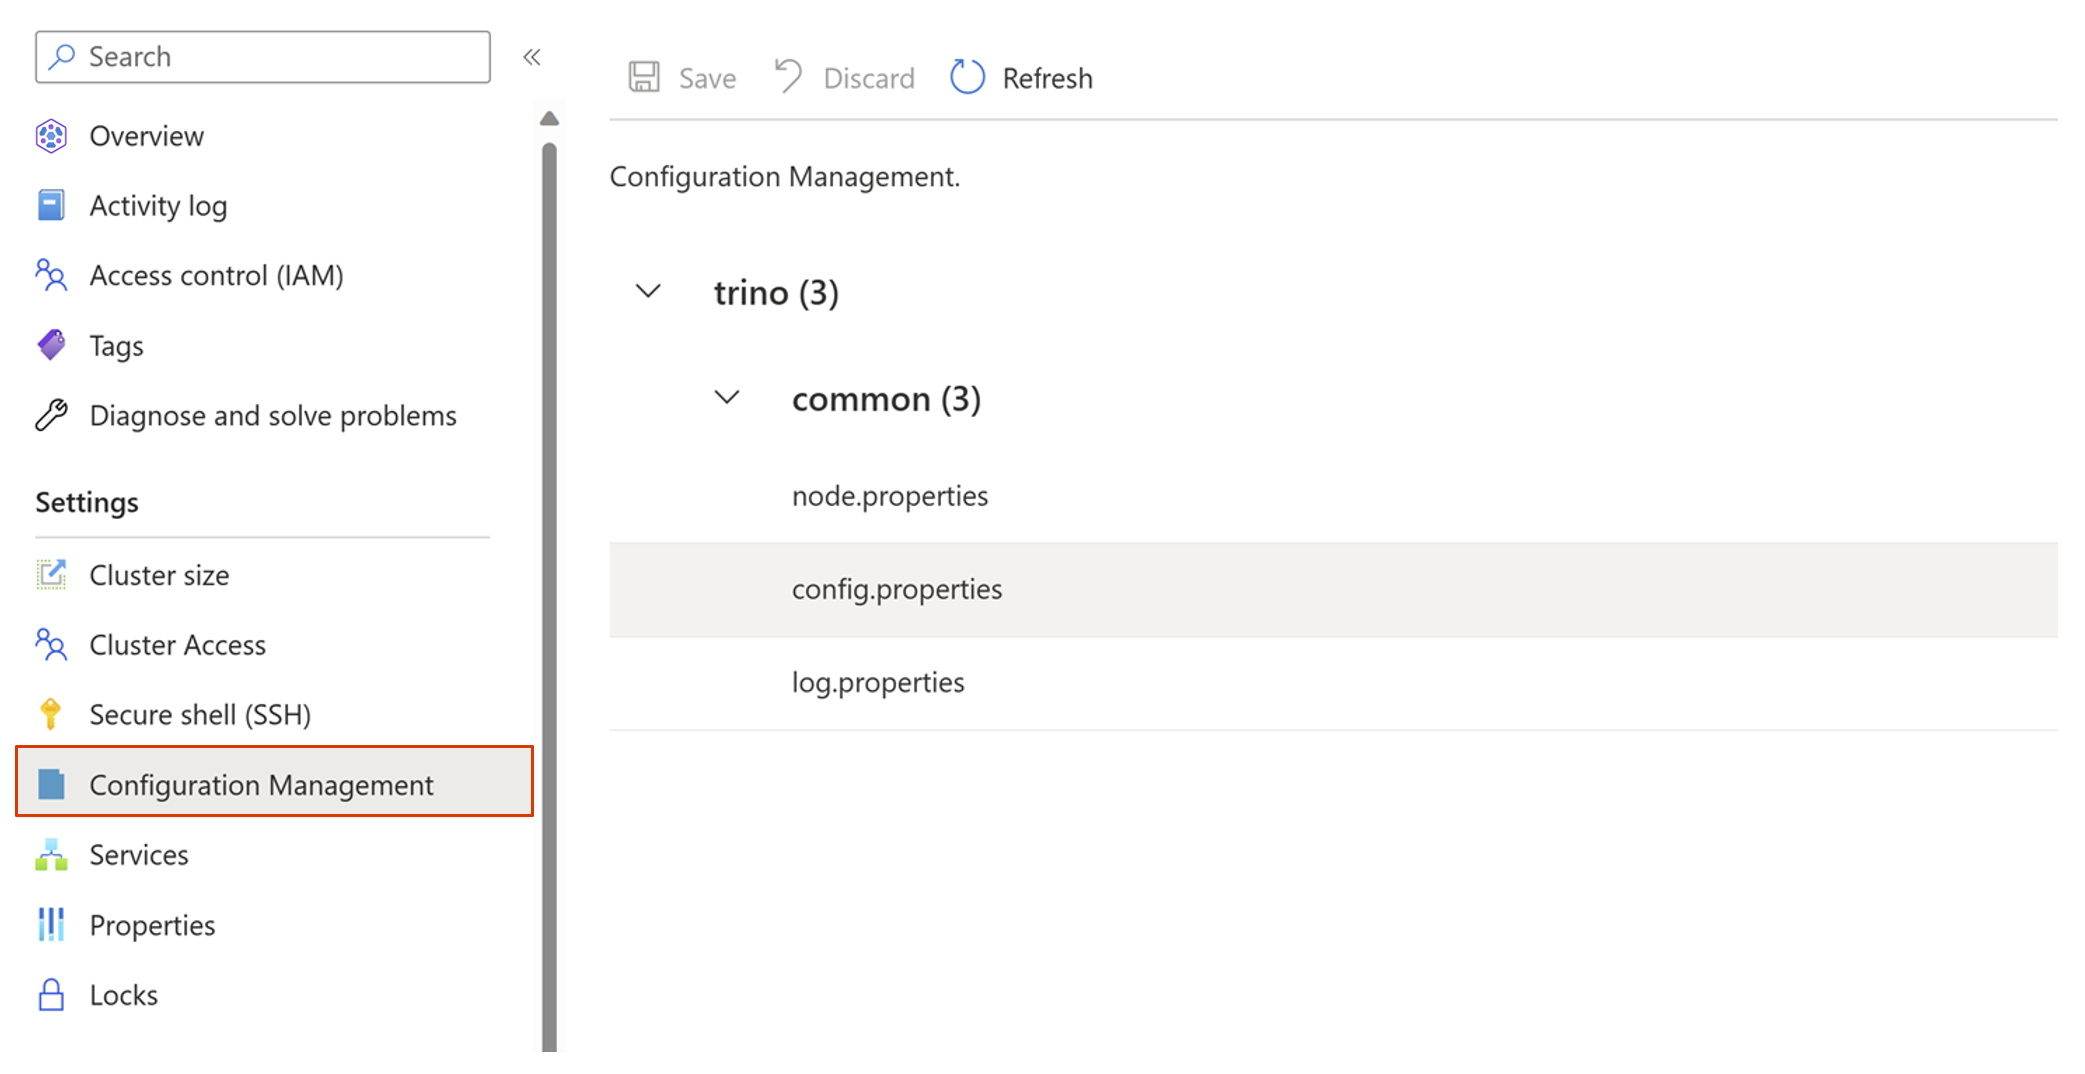 Search
Overview
Activity log
Access control (IAM)
Tags
Diagnose and solve problems
Settings
Cluster size
Cluster Access
Secure shell (SSH)
Configuration Management
Services
Properties
Locks
Save Discard Refresh
Configuration Management.
trino (3)
common (3)
node.properties
config.properties
log.properties